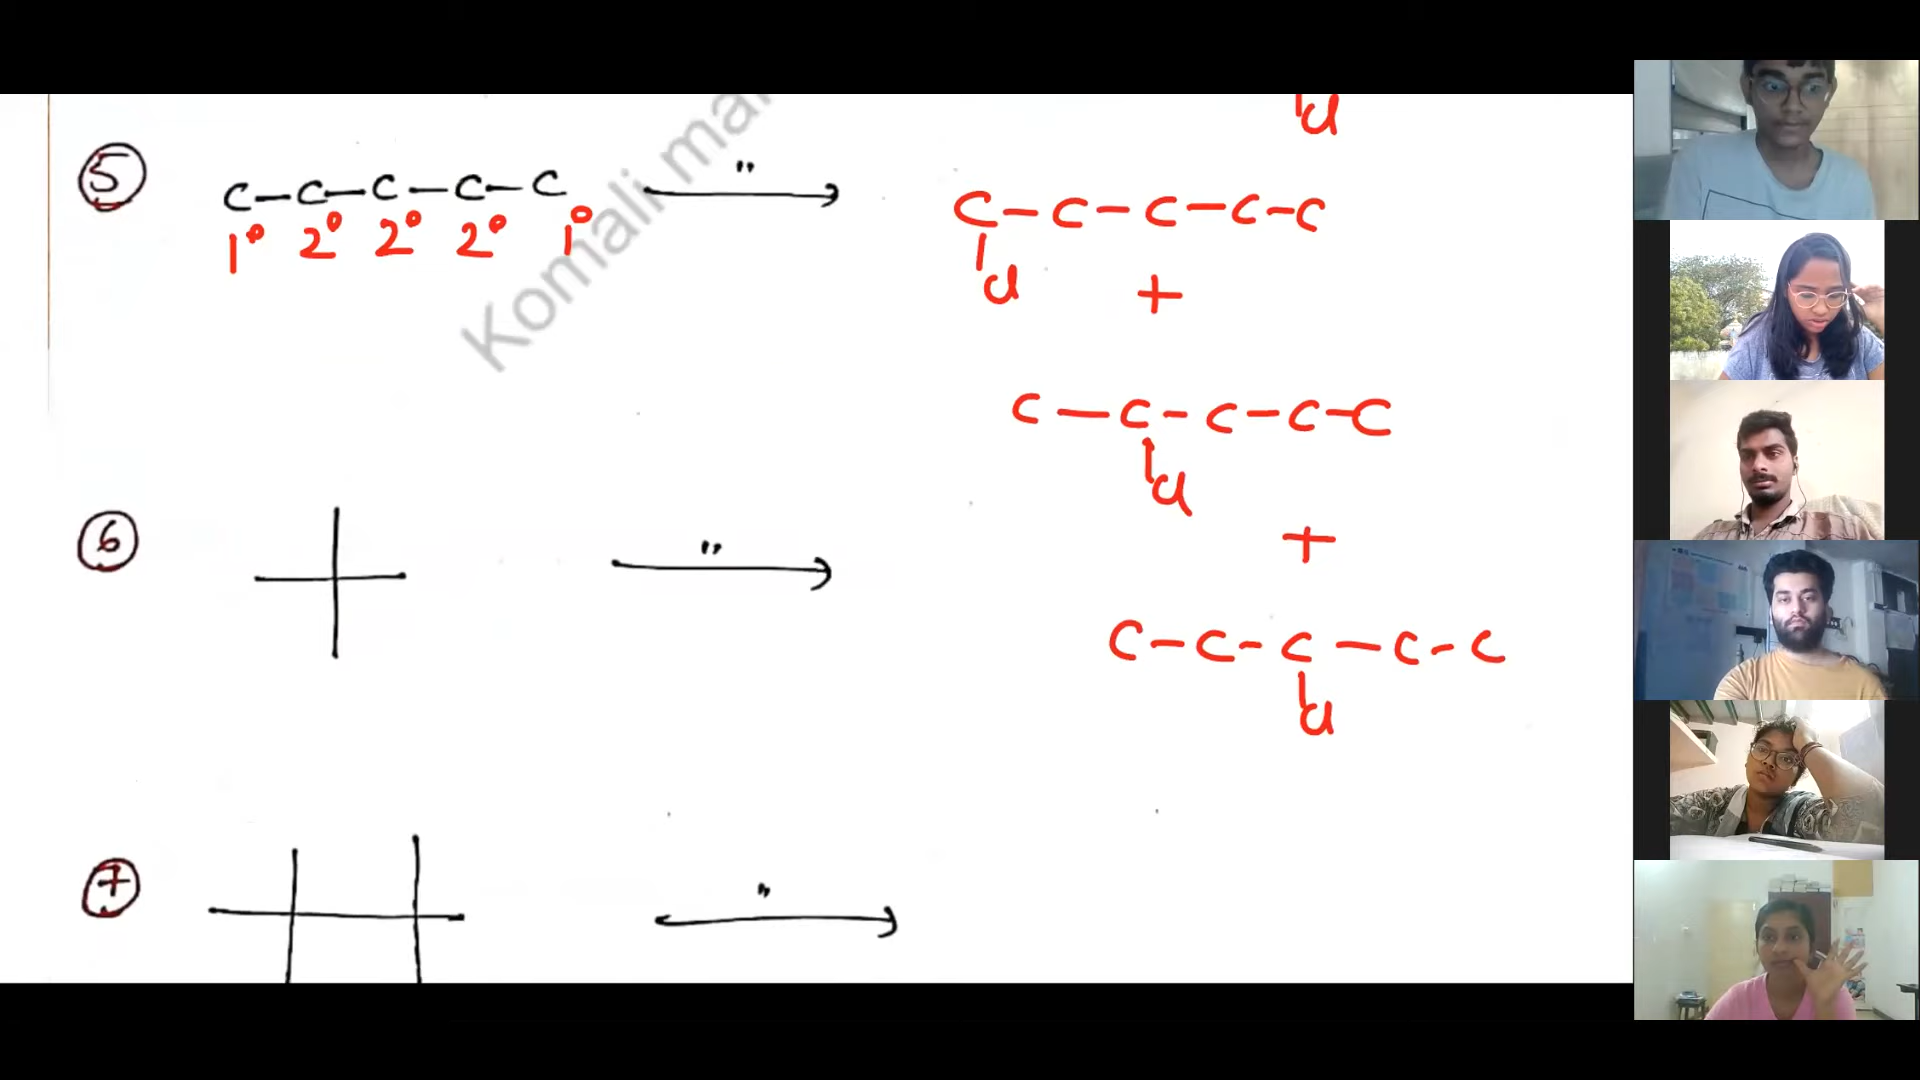 Cl
5 C-C-C-C-C " C-C-C-C-C
1° 2° 2° 2° 1°
Cl
+
C-C-C-C-C
Cl
+
6 "
C-C-C-C-C
Cl
7 "
Komali ma